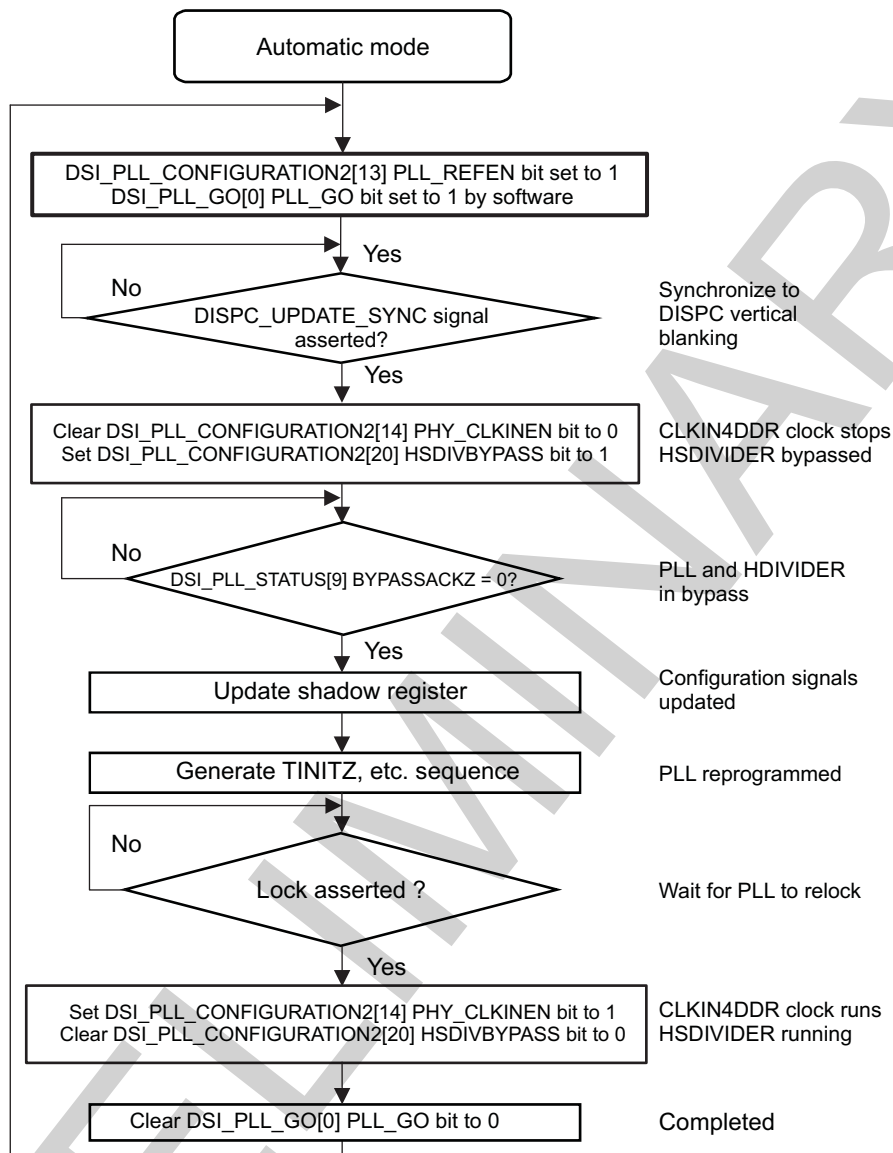 Automatic mode
DSI_PLL_CONFIGURATION2[13] PLL_REFEN bit set to 1
DSI_PLL_GO[0] PLL_GO bit set to 1 by software
Yes
No
DISPC_UPDATE_SYNC signal
asserted?
Synchronize to
DISPC vertical
blanking
Yes
Clear DSI_PLL_CONFIGURATION2[14] PHY_CLKINEN bit to 0
Set DSI_PLL_CONFIGURATION2[20] HSDIVBYPASS bit to 1
CLKIN4DDR clock stops
HSDIVIDER bypassed
No
DSI_PLL_STATUS[9] BYPASSACKZ = 0?
PLL and HDIVIDER
in bypass
Yes
Update shadow register
Configuration signals
updated
Generate TINITZ, etc. sequence
PLL reprogrammed
No
Lock asserted ?
Wait for PLL to relock
Yes
Set DSI_PLL_CONFIGURATION2[14] PHY_CLKINEN bit to 1
Clear DSI_PLL_CONFIGURATION2[20] HSDIVBYPASS bit to 0
CLKIN4DDR clock runs
HSDIVIDER running
Clear DSI_PLL_GO[0] PLL_GO bit to 0
Completed
ELIMINARY